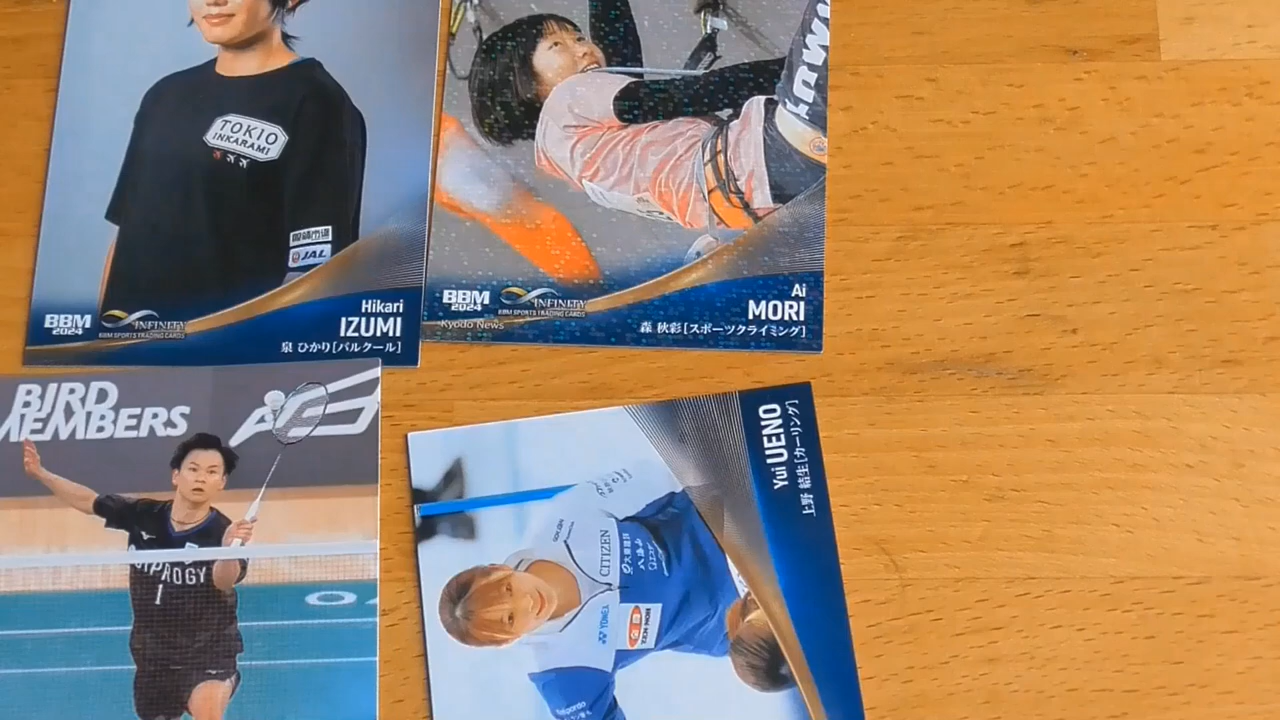 TOKIO
INKARAMI
JAL
BBM
2024
INFINITY
BBM SPORTS TRADING CARDS
Hikari
IZUMI
泉 ひかり[パルクール]
BBM
2024
INFINITY
BBM SPORTS TRADING CARDS
Kyodo News
Ai
MORI
森 秋彩[スポーツクライミング]
BIRD
MEMBERS
BIPROGY
1
Yui UENO
上野 結生[カーリング]
CITIZEN
YONEX